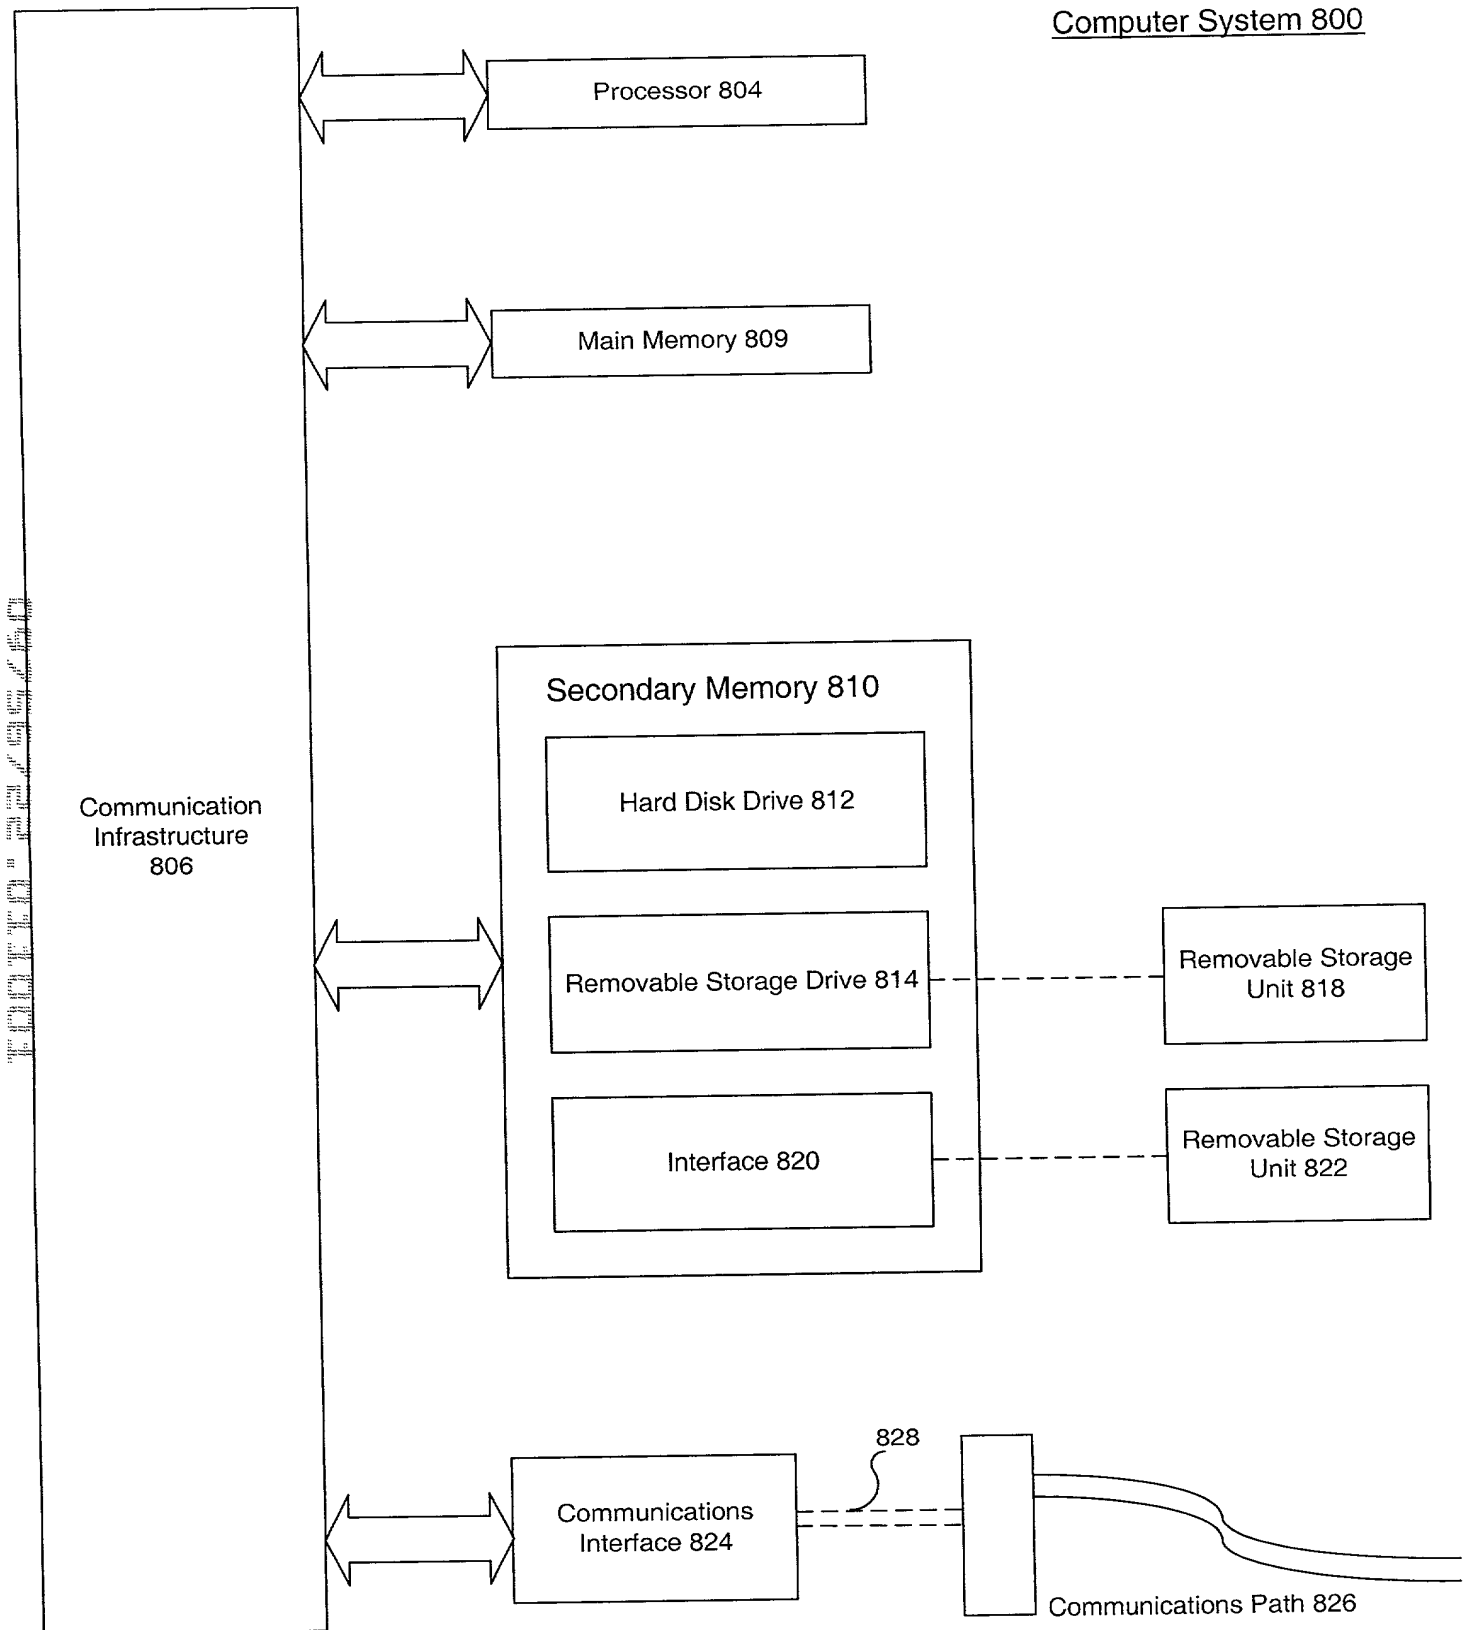 Computer System 800
Processor 804
Main Memory 809
Secondary Memory 810
Hard Disk Drive 812
Communication
Infrastructure
806
Removable Storage Drive 814
Removable Storage
Unit 818
Interface 820
Removable Storage
Unit 822
828
Communications
Interface 824
Communications Path 826